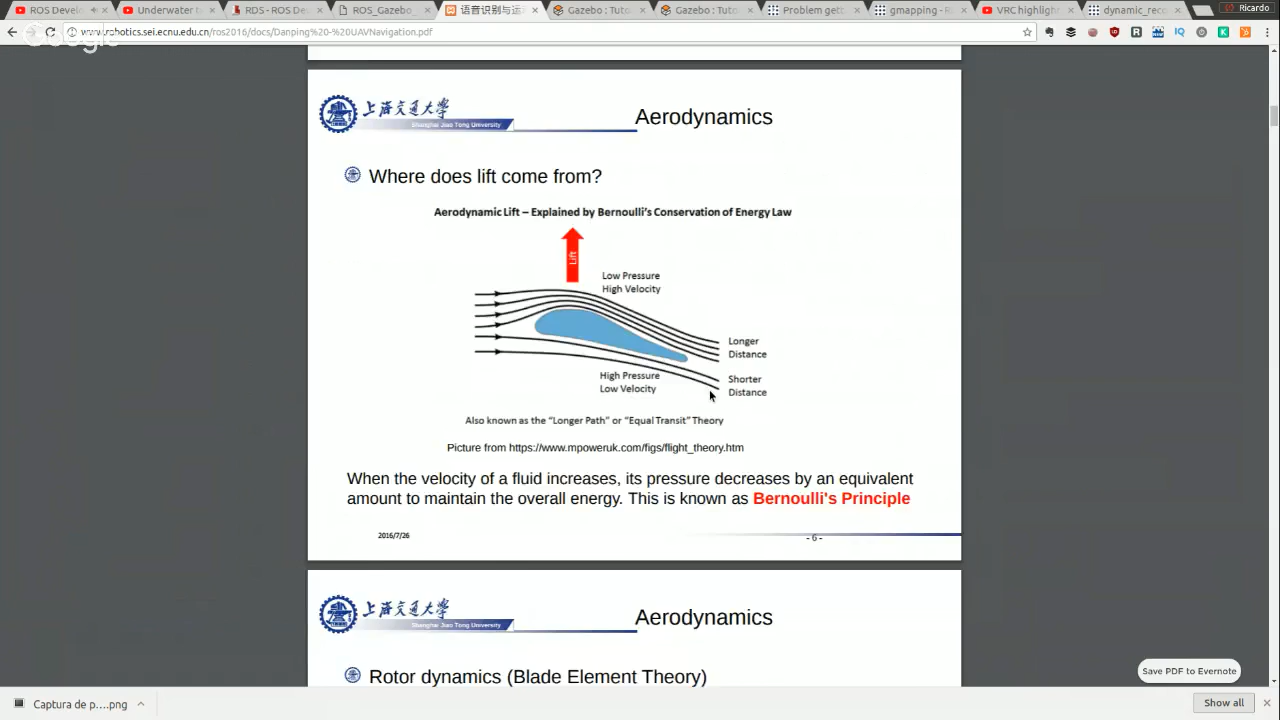 ROS Devel
Underwater t
RDS - ROS De
ROS_Gazebo_
语音识别与运
Gazebo : Tuto
Gazebo : Tuto
Problem gett
gmapping - R
VRC highligh
dynamic_reco
Ricardo
www.robotics.sei.ecnu.edu.cn/ros2016/docs/Danping%20-%20UAVNavigation.pdf
Google
上海交通大学
Shanghai Jiao Tong University
Aerodynamics
Where does lift come from?
Aerodynamic Lift – Explained by Bernoulli's Conservation of Energy Law
Lift
Low Pressure
High Velocity
Longer
Distance
High Pressure
Low Velocity
Shorter
Distance
Also known as the "Longer Path" or "Equal Transit" Theory
Picture from https://www.mpoweruk.com/figs/flight_theory.htm
When the velocity of a fluid increases, its pressure decreases by an equivalent
amount to maintain the overall energy. This is known as Bernoulli's Principle
2016/7/26
- 6 -
上海交通大学
Shanghai Jiao Tong University
Aerodynamics
Rotor dynamics (Blade Element Theory)
Save PDF to Evernote
Captura de p....png
Show all